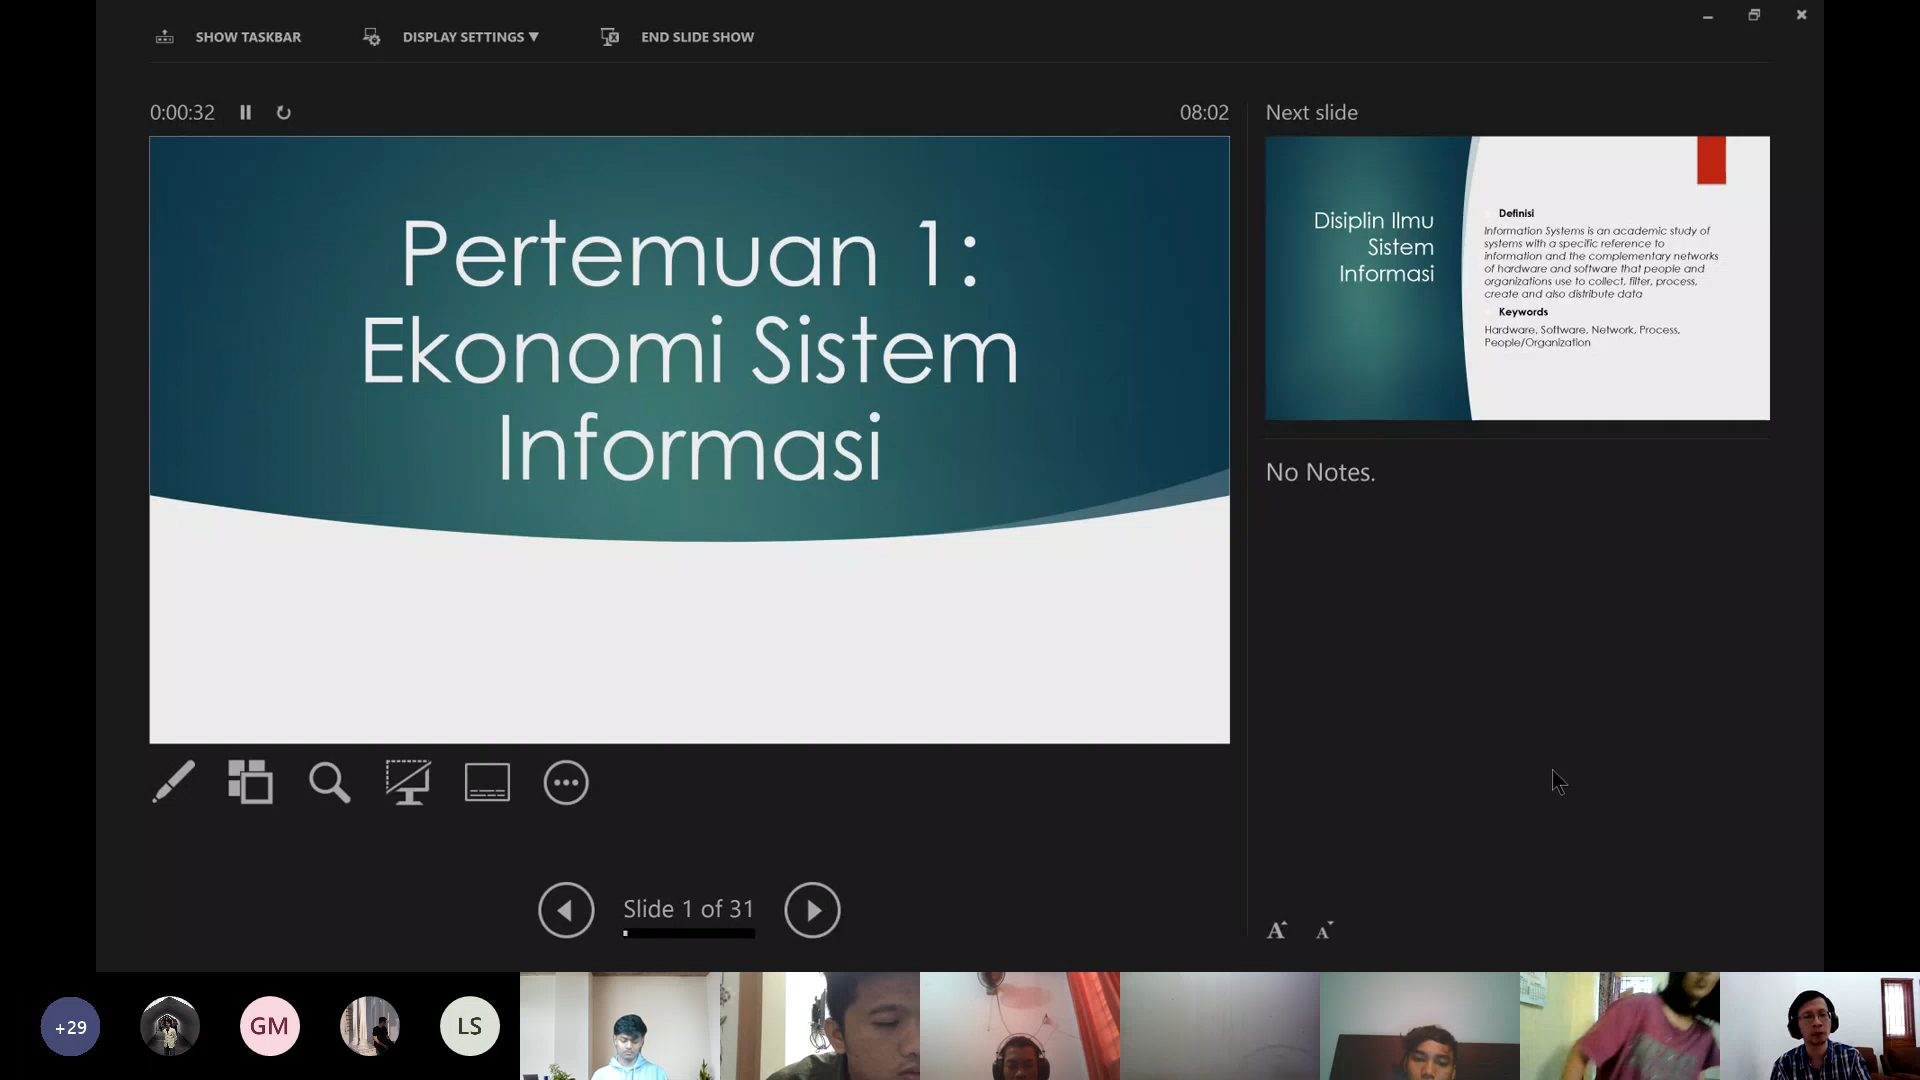 SHOW TASKBAR
DISPLAY SETTINGS ▼
END SLIDE SHOW
0:00:32
08:02
Pertemuan 1:
Ekonomi Sistem
Informasi
Next slide
Disiplin Ilmu
Sistem
Informasi
Definisi
Information Systems is an academic study of
systems with a specific reference to
information and the complementary networks
of hardware and software that people and
organizations use to collect, filter, process,
create and also distribute data
Keywords
Hardware, Software, Network, Process,
People/Organization
No Notes.
Slide 1 of 31
A A
+29
GM
LS